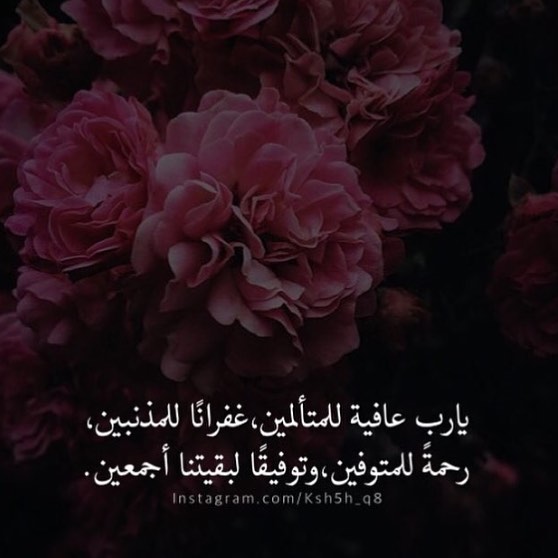 يارب عافية للمتألمين،غفرانًا للمذنبين،
رحمةً للمتوفين،وتوفيقًا لبقيتنا أجمعين.
Instagram.com/Ksh5h_q8